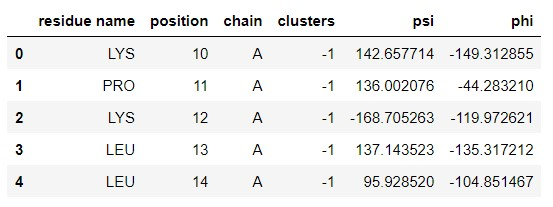 residue name position chain clusters psi phi
0 LYS 10 A -1 142.657714 -149.312855
1 PRO 11 A -1 136.002076 -44.283210
2 LYS 12 A -1 -168.705263 -119.972621
3 LEU 13 A -1 137.143523 -135.317212
4 LEU 14 A -1 95.928520 -104.851467